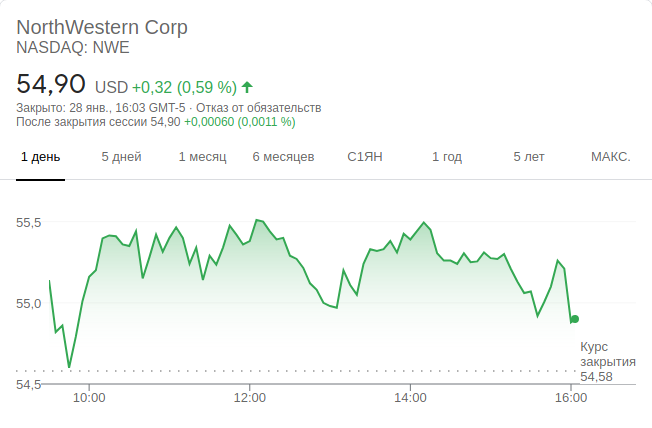 NorthWestern Corp
NASDAQ: NWE
54,90 USD +0,32 (0,59 %)
Закрыто: 28 янв., 16:03 GMT-5 · Отказ от обязательств
После закрытия сессии 54,90 +0,00060 (0,0011 %)
1 день 5 дней 1 месяц 6 месяцев С1ЯН 1 год 5 лет МАКС.
55,5
55,0
Курс
закрытия
54,58
54,5
10:00 12:00 14:00 16:00